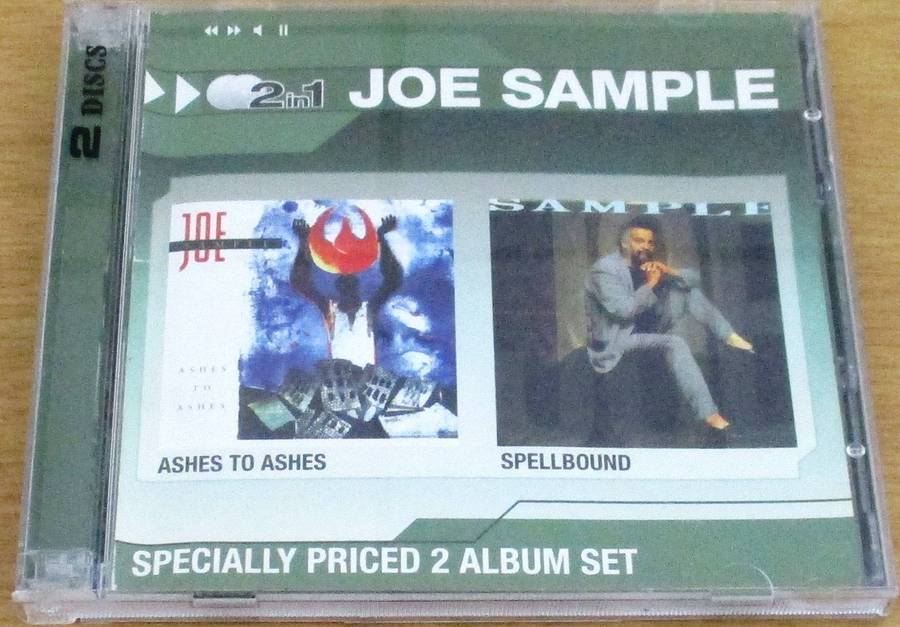 2 DISCS
2in1 JOE SAMPLE
JOE
SAMPLE
ASHES
TO
ASHES
SAMPLE
ASHES TO ASHES
SPELLBOUND
SPECIALLY PRICED 2 ALBUM SET